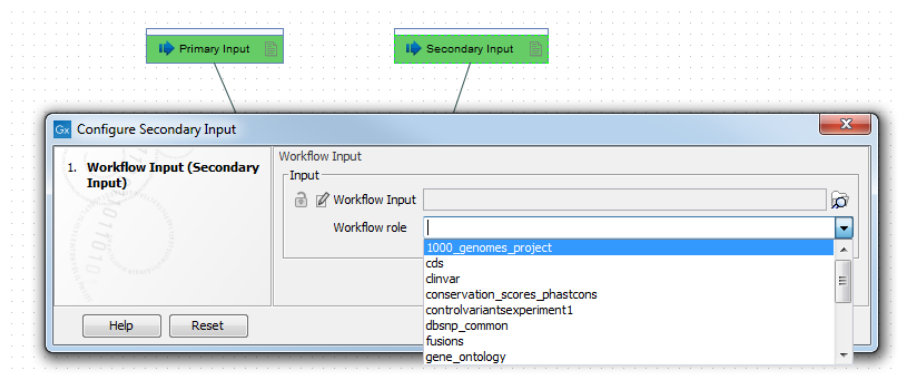 Primary Input
Secondary Input
Gx Configure Secondary Input
X
1. Workflow Input (Secondary
Input)
Workflow Input
Input
Workflow Input
Workflow role
1000_genomes_project
cds
clinvar
conservation_scores_phastcons
controlvariantsexperiment1
dbsnp_common
fusions
gene_ontology
Help
Reset